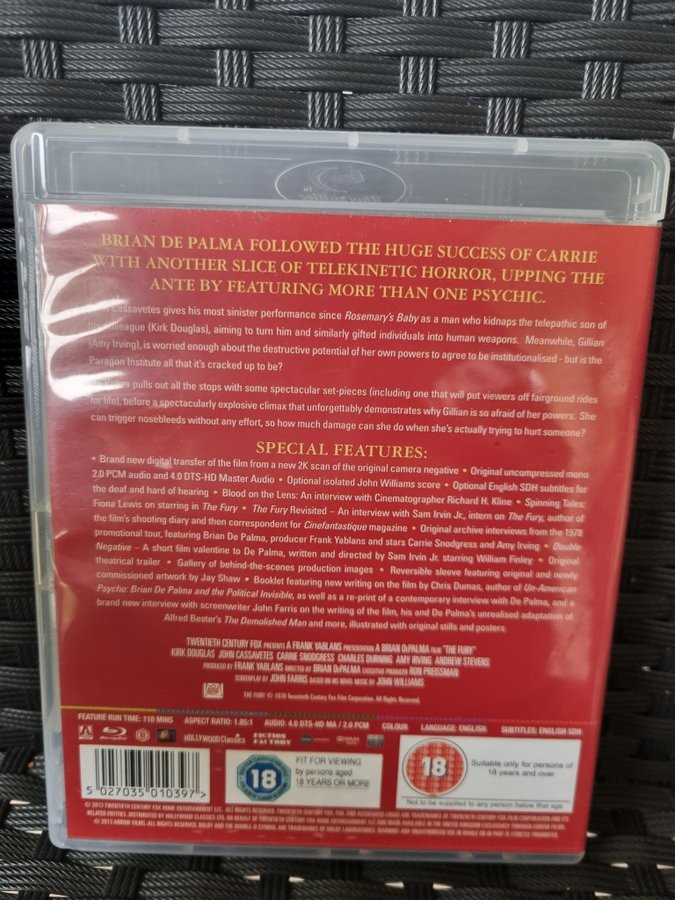 BRIAN DE PALMA FOLLOWED THE HUGE SUCCESS OF CARRIE
WITH ANOTHER SLICE OF TELEKINETIC HORROR, UPPING THE
ANTE BY FEATURING MORE THAN ONE PSYCHIC.
Cassavetes gives his most sinister performance since Rosemary's Baby as a man who kidnaps the telepathic son of
colleague (Kirk Douglas), aiming to turn him and similarly gifted individuals into human weapons. Meanwhile, Gillian
(Amy Irving), is worried enough about the destructive potential of her own powers to agree to be institutionalised - but is the
Paragon Institute all that it's cracked up to be?
Palma pulls out all the stops with some spectacular set-pieces (including one that will put viewers off fairground rides
for life), before a spectacularly explosive climax that unforgettably demonstrates why Gillian is so afraid of her powers. She
can trigger nosebleeds without any effort, so how much damage can she do when she's actually trying to hurt someone?
SPECIAL FEATURES:
• Brand new digital transfer of the film from a new 2K scan of the original camera negative • Original uncompressed mono
2.0 PCM audio and 4.0 DTS-HD Master Audio • Optional isolated John Williams score • Optional English SDH subtitles for
the deaf and hard of hearing • Blood on the Lens: An interview with Cinematographer Richard H. Kline • Spinning Tales:
Fiona Lewis on starring in The Fury • The Fury Revisited – An interview with Sam Irvin Jr., intern on The Fury, author of
the film's shooting diary and then correspondent for Cinefantastique magazine • Original archive interviews from the 1978
promotional tour, featuring Brian De Palma, producer Frank Yablans and stars Carrie Snodgress and Amy Irving • Double
Negative – A short film valentine to De Palma, written and directed by Sam Irvin Jr. starring William Finley • Original
theatrical trailer • Gallery of behind-the-scenes production images • Reversible sleeve featuring original and newly
commissioned artwork by Jay Shaw • Booklet featuring new writing on the film by Chris Dumas, author of Un-American
Psycho: Brian De Palma and the Political Invisible, as well as a re-print of a contemporary interview with De Palma, and a
brand new interview with screenwriter John Farris on the writing of the film, his and De Palma's unrealised adaptation of
Alfred Bester's The Demolished Man and more, illustrated with original stills and posters
TWENTIETH CENTURY FOX PRESENTS A FRANK YABLANS PRESENTATION A BRIAN DePALMA FILM "THE FURY"
KIRK DOUGLAS JOHN CASSAVETES CARRIE SNODGRESS CHARLES DURNING AMY IRVING ANDREW STEVENS
PRODUCED BY FRANK YABLANS DIRECTED BY BRIAN DePALMA EXECUTIVE PRODUCER RON PREISSMAN
SCREENPLAY BY JOHN FARRIS BASED ON HIS NOVEL MUSIC BY JOHN WILLIAMS
THE FURY © 1978 Twentieth Century Fox Film Corporation. All Rights Reserved.
FEATURE RUN TIME: 118 MINS ASPECT RATIO: 1.85:1 AUDIO: 4.0 DTS-HD MA / 2.0 PCM COLOUR LANGUAGE: ENGLISH SUBTITLES: ENGLISH SDH
HOLLYWOOD CLASSICS FICTION FACTORY
5 027035 010397 >
18
FIT FOR VIEWING
by persons aged
18 YEARS OR MORE
18
Suitable only for persons of
18 years and over
Not to be supplied to any person below that age
© 2013 TWENTIETH CENTURY FOX HOME ENTERTAINMENT LLC. ALL RIGHTS RESERVED.
© 2013 ARROW FILMS. ALL RIGHTS RESERVED.